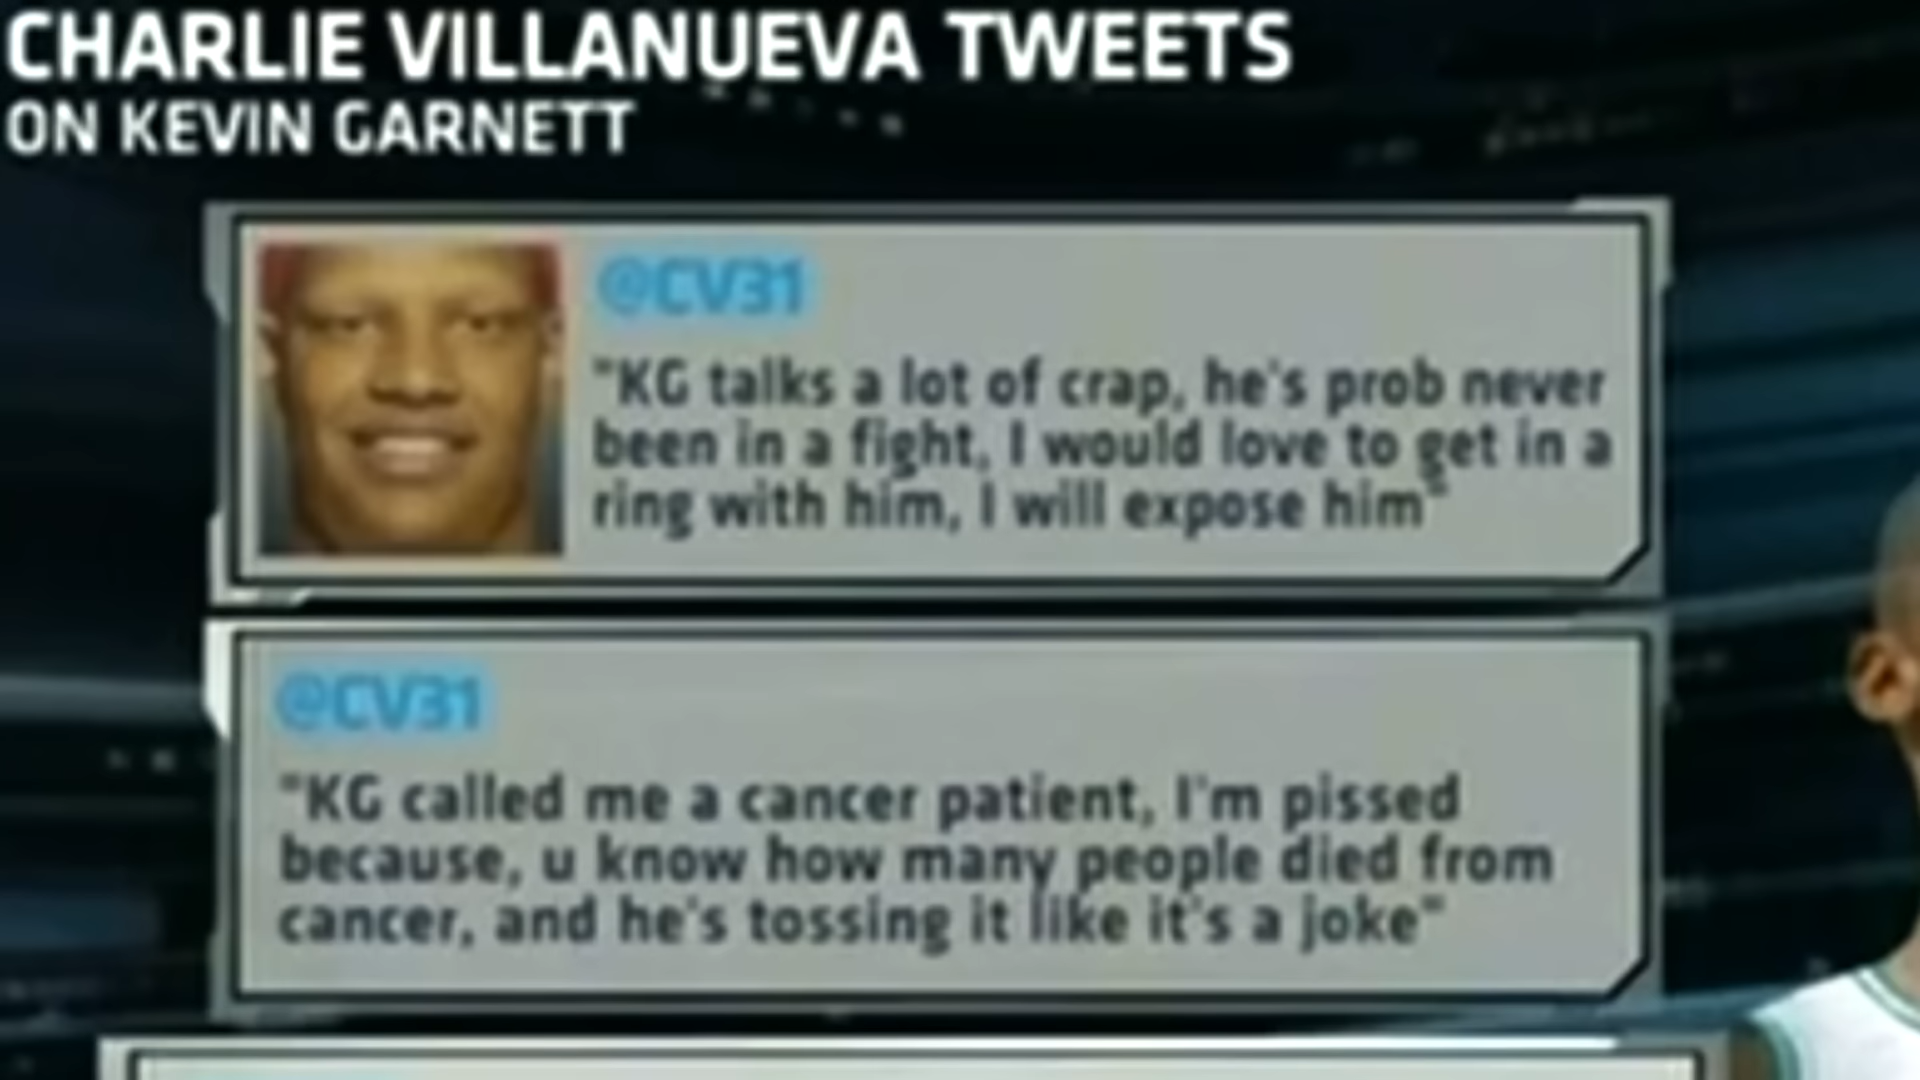 CHARLIE VILLANUEVA TWEETS
ON KEVIN GARNETT
@CV31
"KG talks a lot of crap, he's prob never
been in a fight, I would love to get in a
ring with him, I will expose him"
@CV31
"KG called me a cancer patient, I'm pissed
because, u know how many people died from
cancer, and he's tossing it like it's a joke"